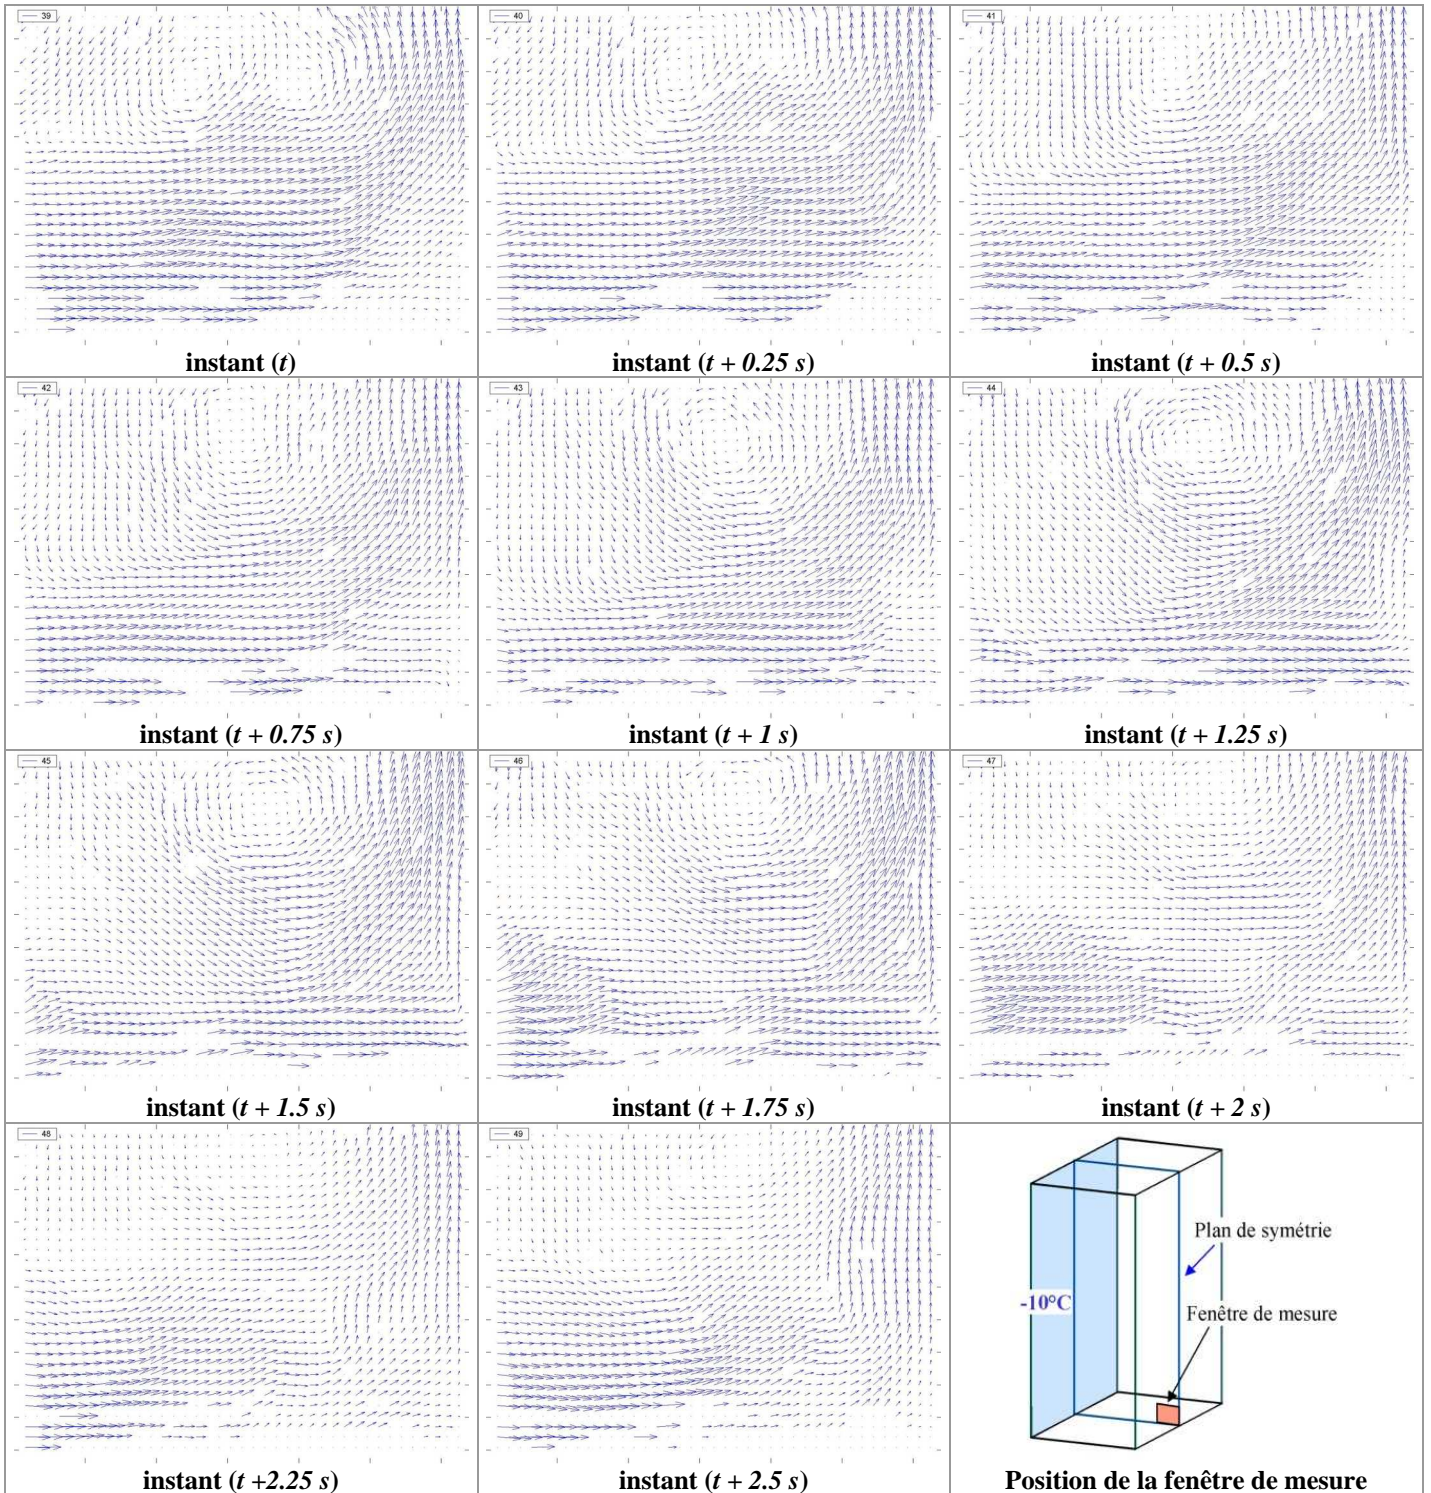 39
40
41
instant (t)
instant (t + 0.25 s)
instant (t + 0.5 s)
42
43
44
instant (t + 0.75 s)
instant (t + 1 s)
instant (t + 1.25 s)
45
46
47
instant (t + 1.5 s)
instant (t + 1.75 s)
instant (t + 2 s)
48
49
Plan de symétrie
-10°C
Fenêtre de mesure
instant (t +2.25 s)
instant (t + 2.5 s)
Position de la fenêtre de mesure